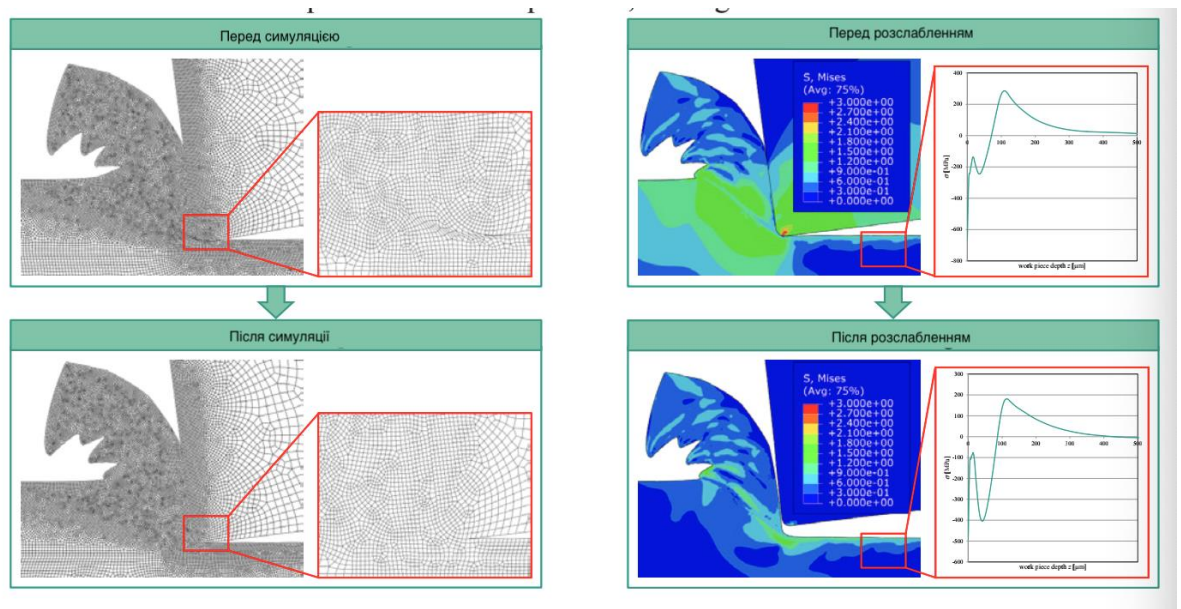 Перед симуляцією
Після симуляції
Перед розслабленням
S, Mises
(Avg: 75%)
+3.000e+00
+2.700e+00
+2.400e+00
+2.100e+00
+1.800e+00
+1.500e+00
+1.200e+00
+9.000e-01
+6.000e-01
+3.000e-01
+0.000e+00
400
200
0
-200
-400
-600
-800
0
100
200
300
400
500
σ [MPa]
work piece depth z [µm]
Після розслабленням
S, Mises
(Avg: 75%)
+3.000e+00
+2.700e+00
+2.400e+00
+2.100e+00
+1.800e+00
+1.500e+00
+1.200e+00
+9.000e-01
+6.000e-01
+3.000e-01
+0.000e+00
300
200
100
0
-100
-200
-300
-400
-500
-600
0
100
200
300
400
500
σ [MPa]
work piece depth z [µm]